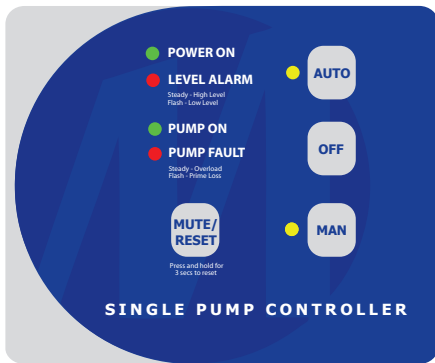 POWER ON
LEVEL ALARM
Steady - High Level
Flash - Low Level
PUMP ON
PUMP FAULT
Steady - Overload
Flash - Prime Loss
MUTE/
RESET
Press and hold for
3 secs to reset
AUTO
OFF
MAN
SINGLE PUMP CONTROLLER